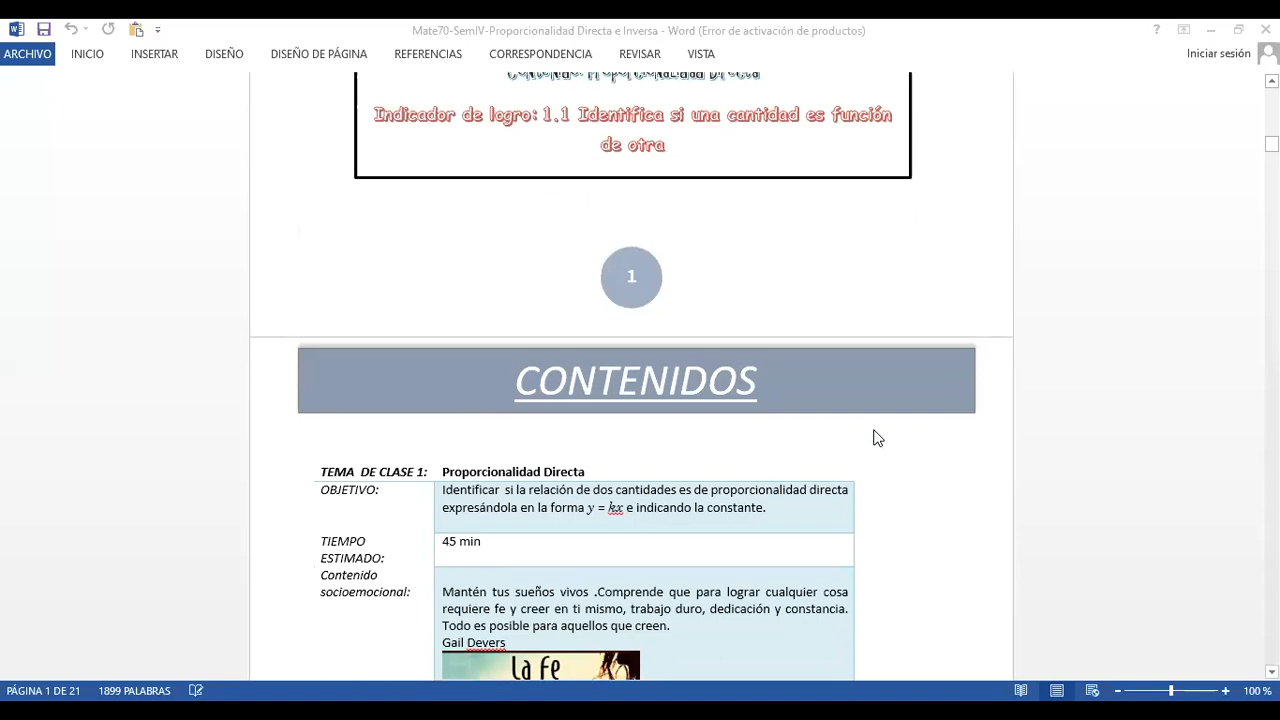 Mate70-SemIV-Proporcionalidad Directa e Inversa - Word (Error de activación de productos)
ARCHIVO INICIO INSERTAR DISEÑO DISEÑO DE PÁGINA REFERENCIAS CORRESPONDENCIA REVISAR VISTA Iniciar sesión
Proporcionalidad Directa
Indicador de logro: 1.1 Identifica si una cantidad es función
de otra
1
CONTENIDOS
TEMA DE CLASE 1: Proporcionalidad Directa
OBJETIVO: Identificar si la relación de dos cantidades es de proporcionalidad directa
expresándola en la forma y = kx e indicando la constante.
TIEMPO 45 min
ESTIMADO:
Contenido
socioemocional: Mantén tus sueños vivos .Comprende que para lograr cualquier cosa
requiere fe y creer en ti mismo, trabajo duro, dedicación y constancia.
Todo es posible para aquellos que creen.
Gail Devers
La Fe
PÁGINA 1 DE 21 1899 PALABRAS 100 %